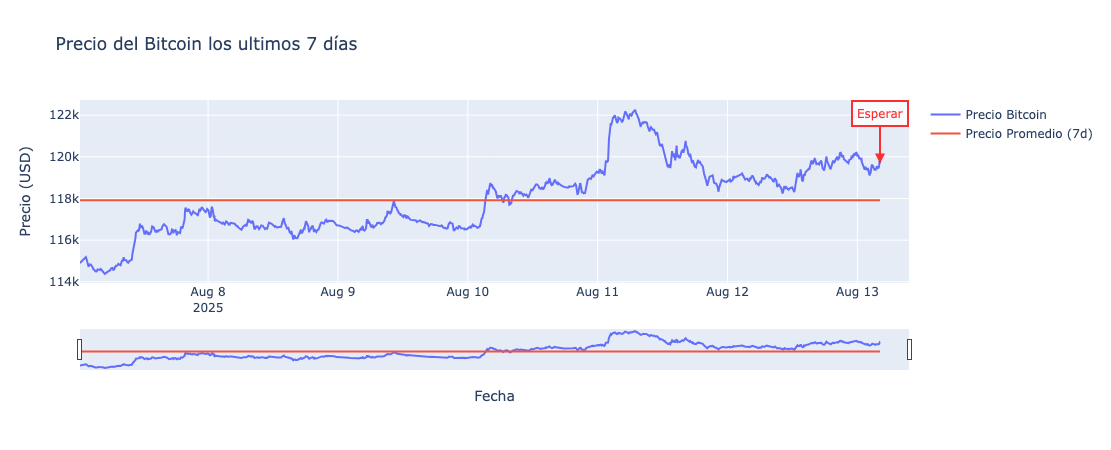 Precio del Bitcoin los ultimos 7 días
Precio (USD)
122k
120k
118k
116k
114k
Esperar
Precio Bitcoin
Precio Promedio (7d)
Aug 8
2025
Aug 9
Aug 10
Aug 11
Aug 12
Aug 13
Fecha